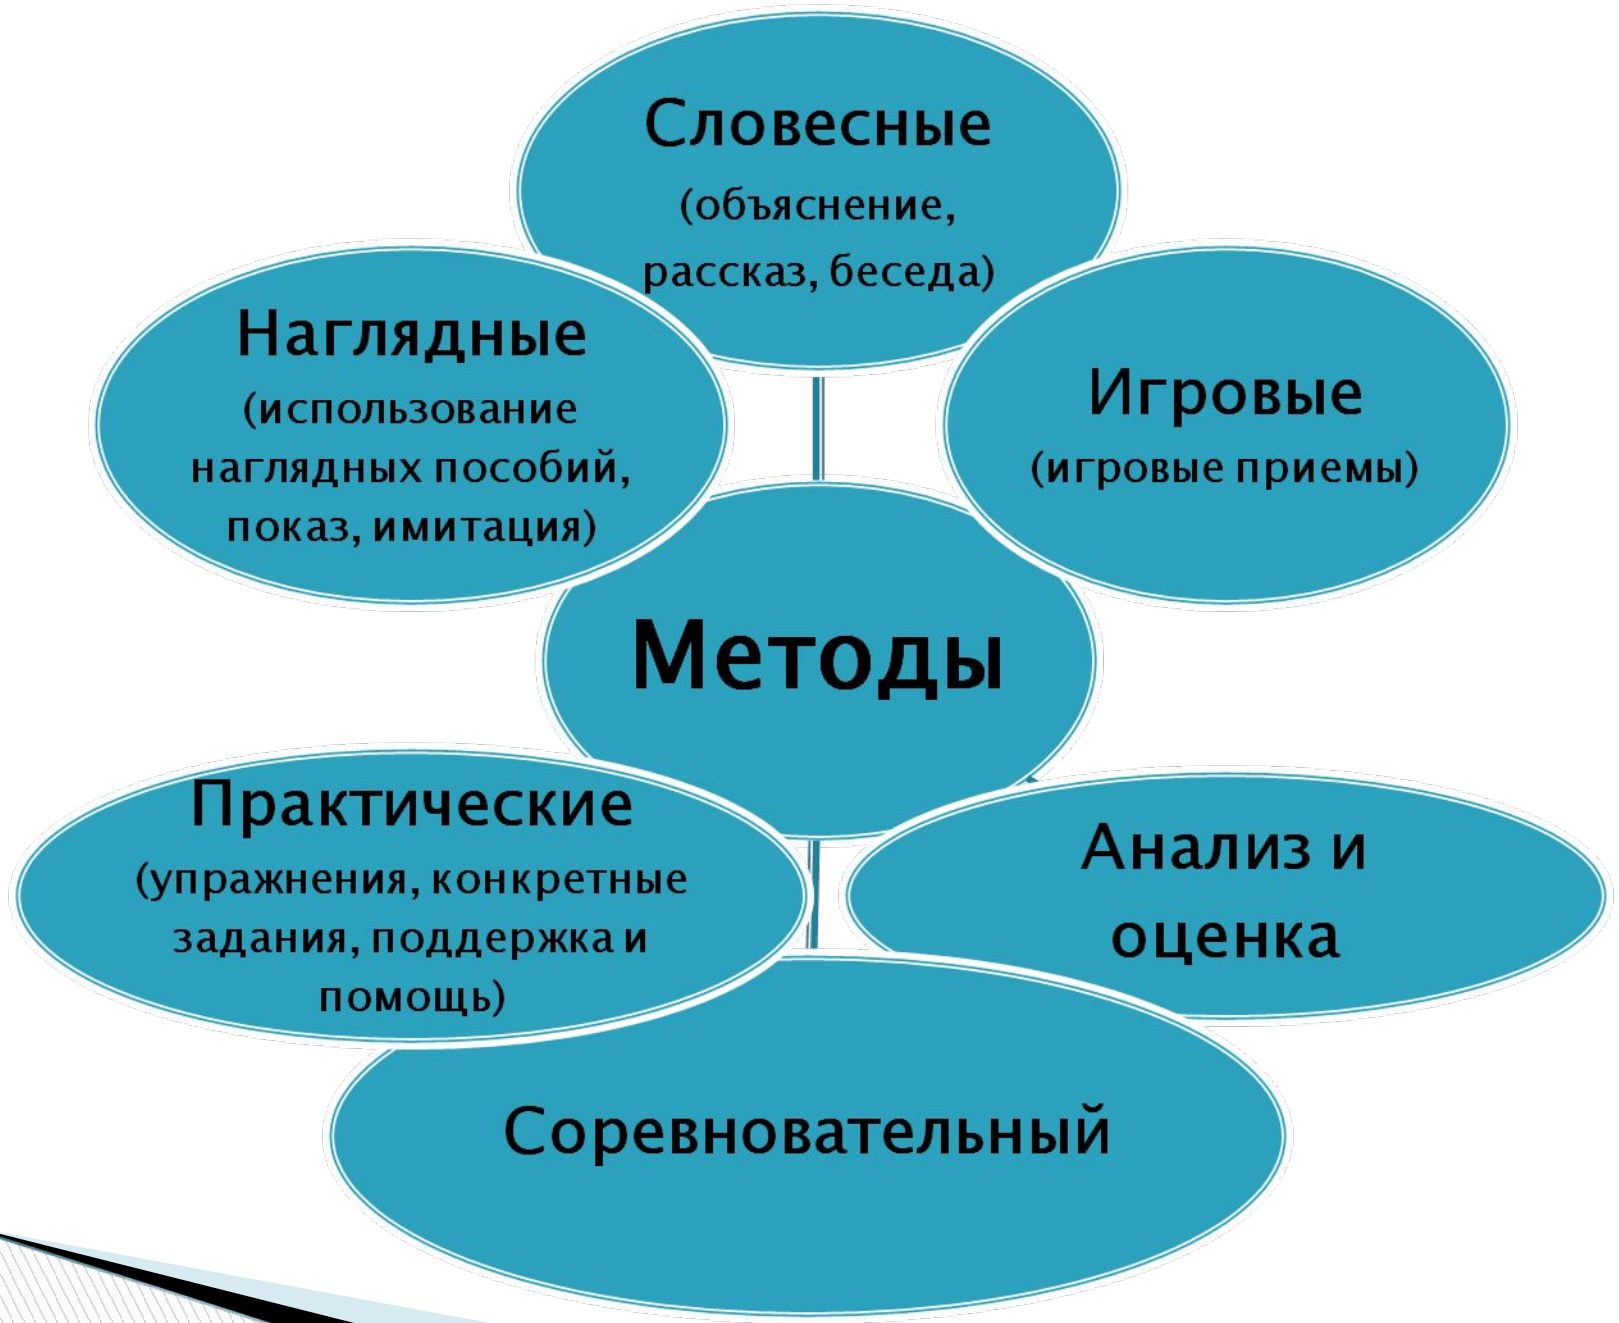 Словесные
(объяснение,
рассказ, беседа)
Наглядные
(использование
наглядных пособий,
показ, имитация)
Игровые
(игровые приемы)
Методы
Практические
(упражнения, конкретные
задания, поддержка и
помощь)
Анализ и
оценка
Соревновательный